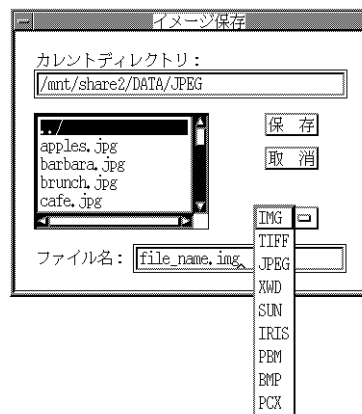 イメージ保存
カレントディレクトリ：
/mnt/share2/DATA/JPEG
../
apples.jpg
barbara.jpg
brunch.jpg
cafe.jpg
保 存
取 消
IMG
TIFF
JPEG
XWD
SUN
IRIS
PBM
BMP
PCX
ファイル名： file_name.img